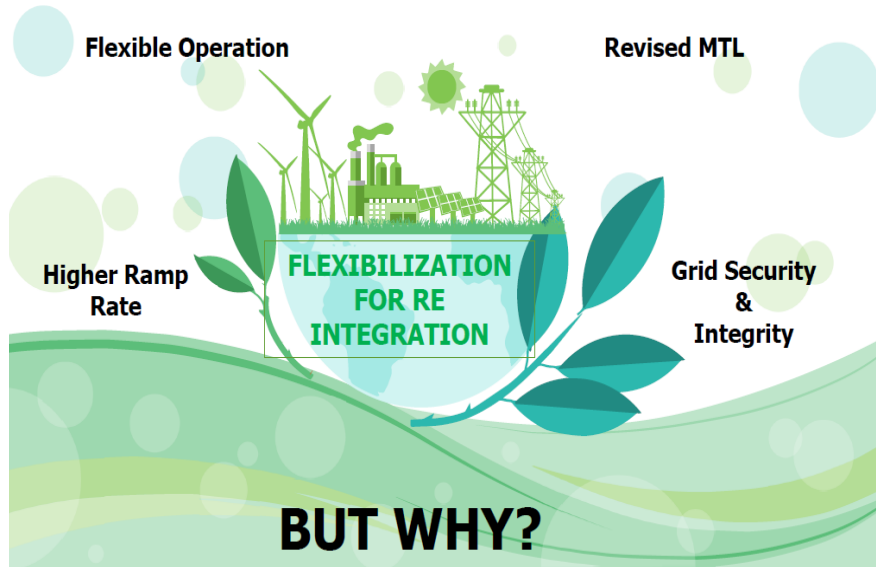 Flexible Operation
Revised MTL
Higher Ramp
Rate
FLEXIBILIZATION
FOR RE
INTEGRATION
Grid Security
&
Integrity
BUT WHY?